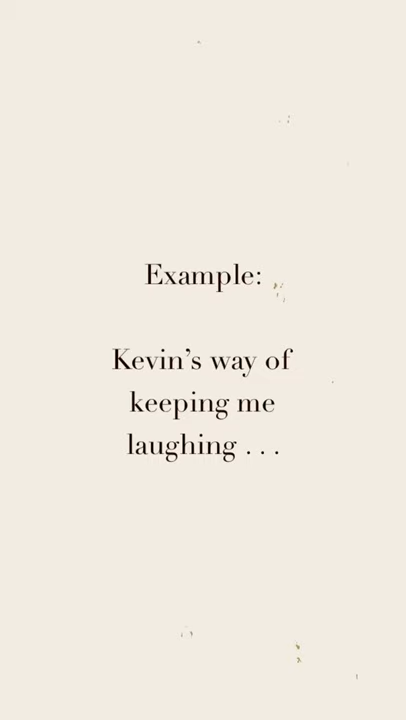 Example:
Kevin’s way of
keeping me
laughing . . .